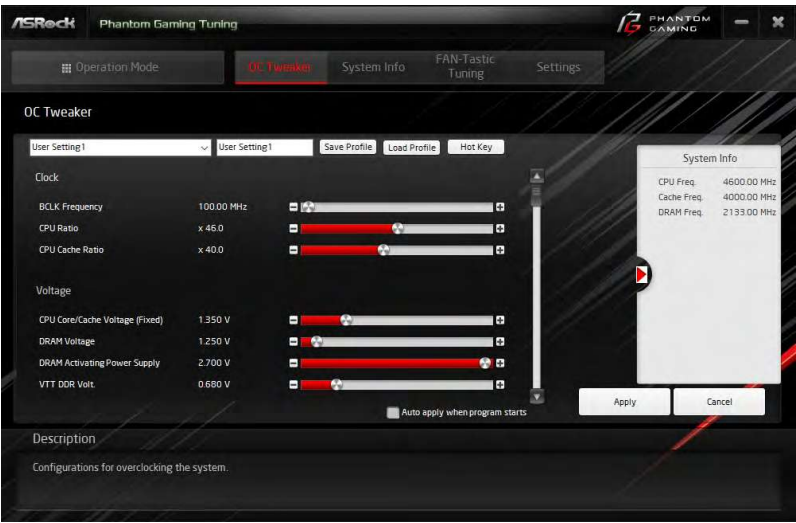 ASRock
Phantom Gaming Tuning
PHANTOM
GAMING
Operation Mode
OC Tweaker
System Info
FAN-Tastic
Tuning
Settings
OC Tweaker
User Setting1
User Setting1
Save Profile
Load Profile
Hot Key
Clock
BCLK Frequency 100.00 MHz
CPU Ratio x 46.0
CPU Cache Ratio x 40.0
Voltage
CPU Core/Cache Voltage (Fixed) 1.350 V
DRAM Voltage 1.250 V
DRAM Activating Power Supply 2.700 V
VTT DDR Volt. 0.680 V
Auto apply when program starts
System Info
CPU Freq. 4600.00 MHz
Cache Freq. 4000.00 MHz
DRAM Freq. 2133.00 MHz
Apply
Cancel
Description
Configurations for overclocking the system.